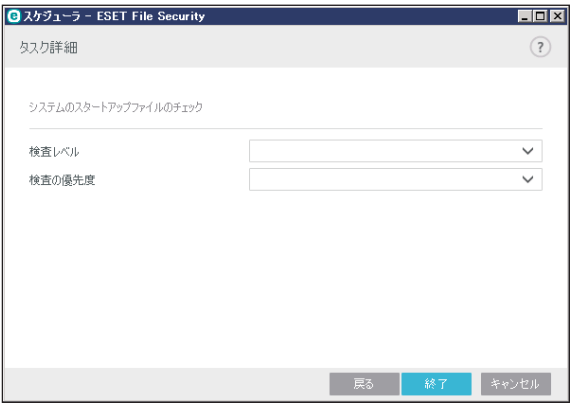 スケジューラ - ESET File Security
タスク詳細
?
システムのスタートアップファイルのチェック
検査レベル
検査の優先度
戻る 終了 キャンセル